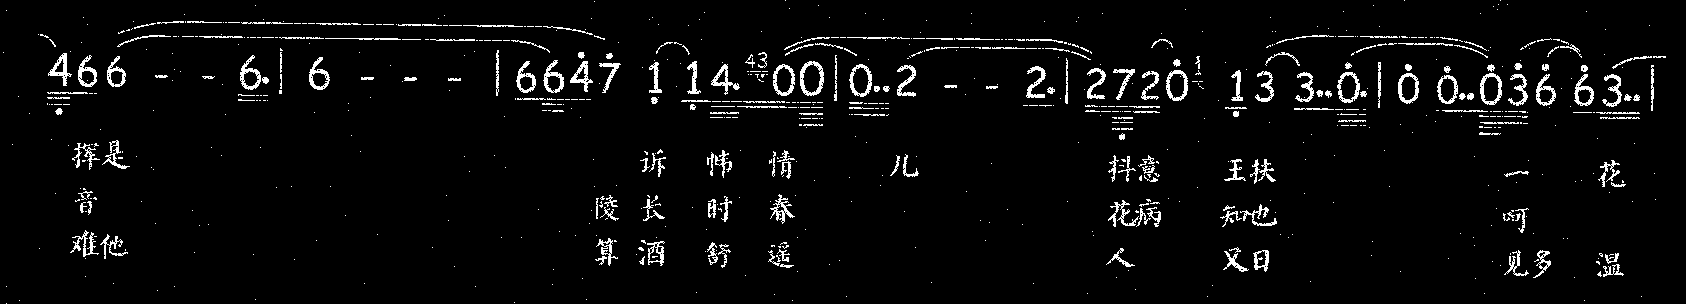 466 - - 6. | 6 - - - | 6647 1 14. 43 00 | 0.. 2 - - 2. | 2720 1 13 3..0. | 0 0..036 63.. |
挥是 诉 帏 情 儿 抖意 王扶 一 花
音 陵 长 时 春 花病 知也 呵
难他 算 酒 舒 遥 人 又日 见多 温